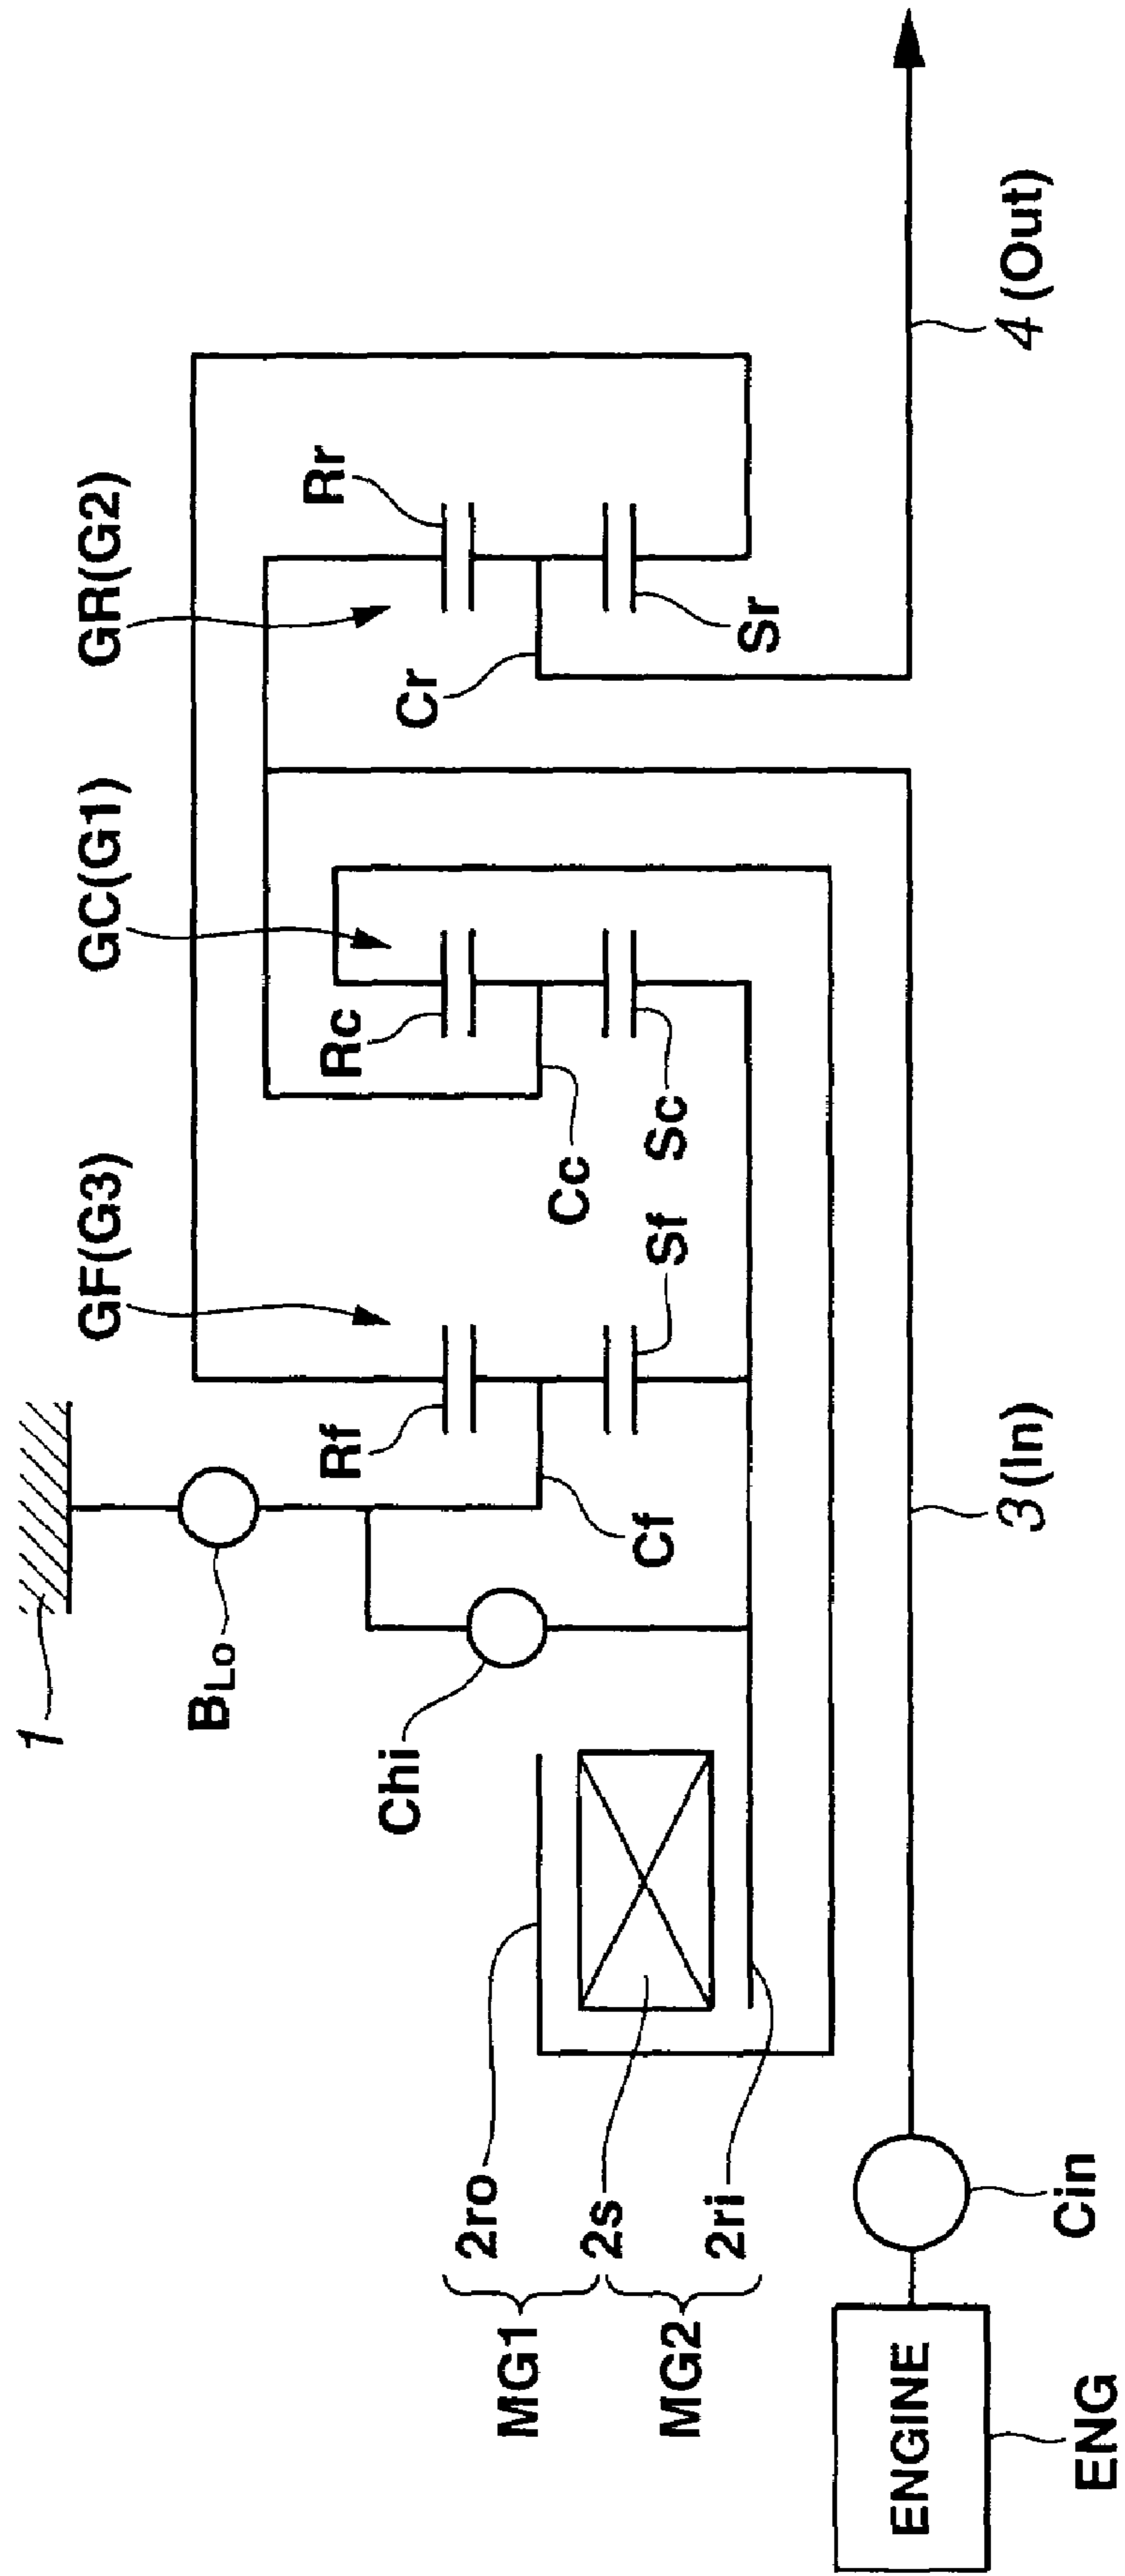 1
BLo
GF(G3)
GC(G1)
GR(G2)
Chi
Rf
Rc
Rr
Cf
Cc
Cr
Sf
Sc
Sr
2ro
2s
2ri
MG1
MG2
3 (In)
4 (Out)
Cin
ENGINE
ENG